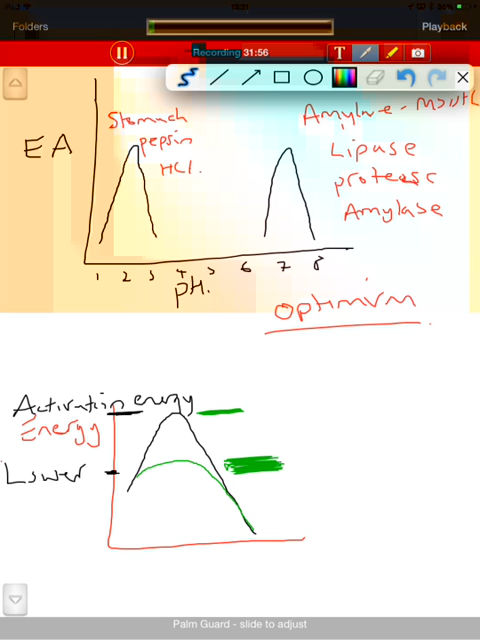 Folders
Playback
Recording 31:56
T
Stomach
pepsin
HCl.
EA
Amylase - mouth
Lipase
protease
Amylase
1 2 3 4 5 6 7 8
PH.
optimum
Activation energy
Energy
Lower
Palm Guard - slide to adjust